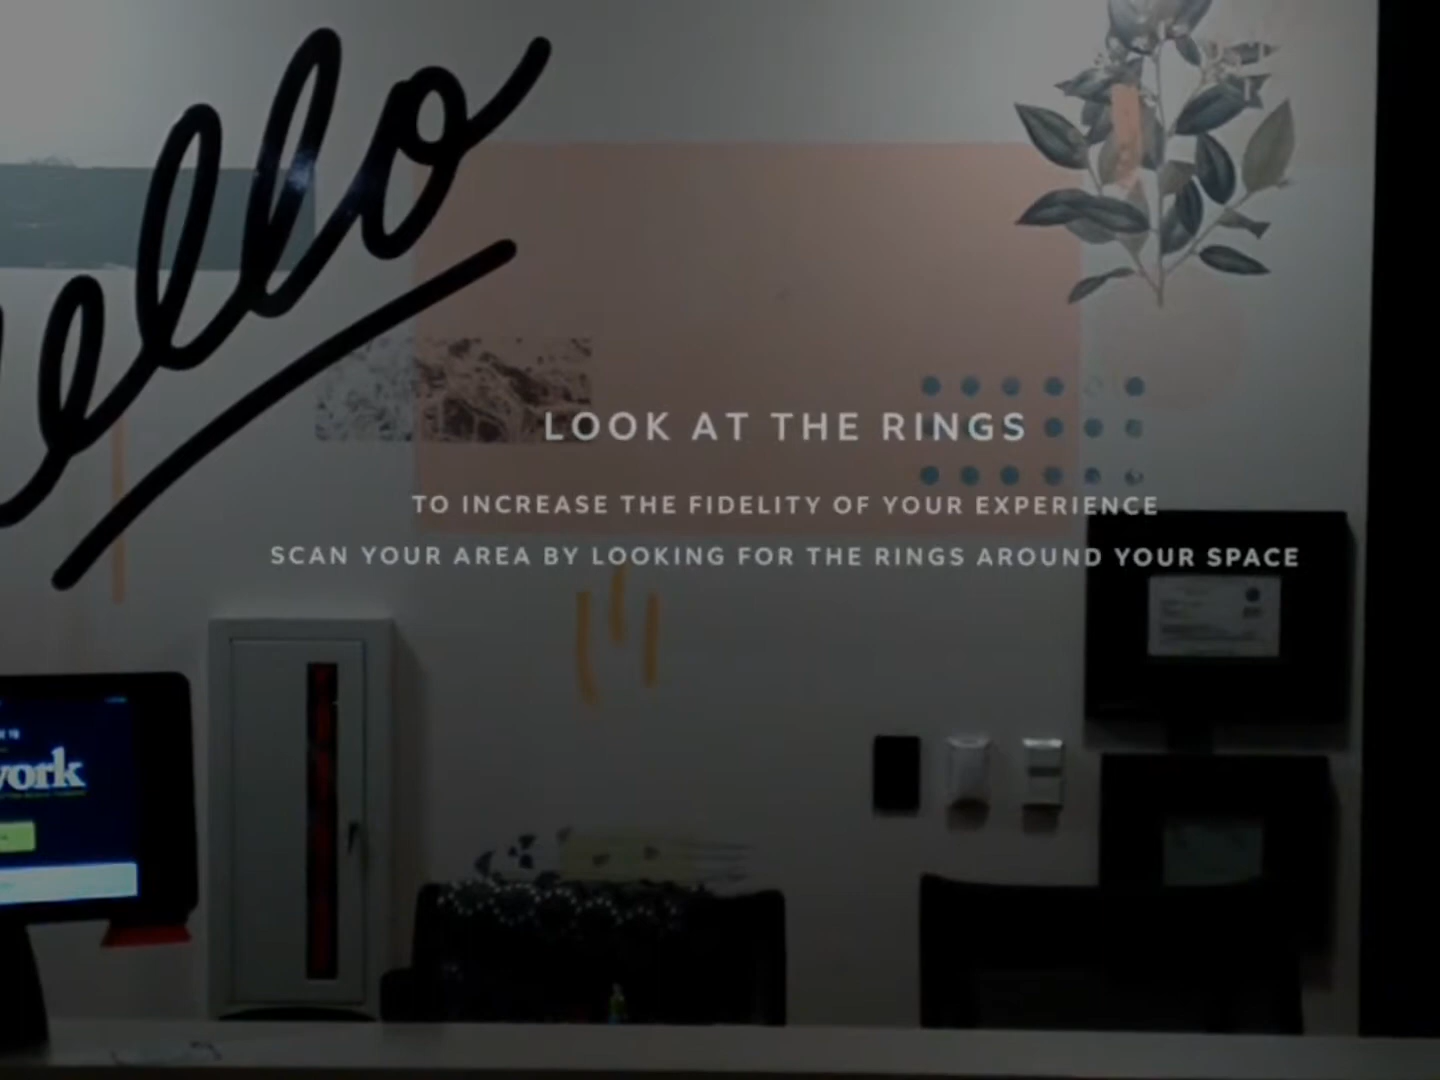 ello
LOOK AT THE RINGS
TO INCREASE THE FIDELITY OF YOUR EXPERIENCE
SCAN YOUR AREA BY LOOKING FOR THE RINGS AROUND YOUR SPACE
work